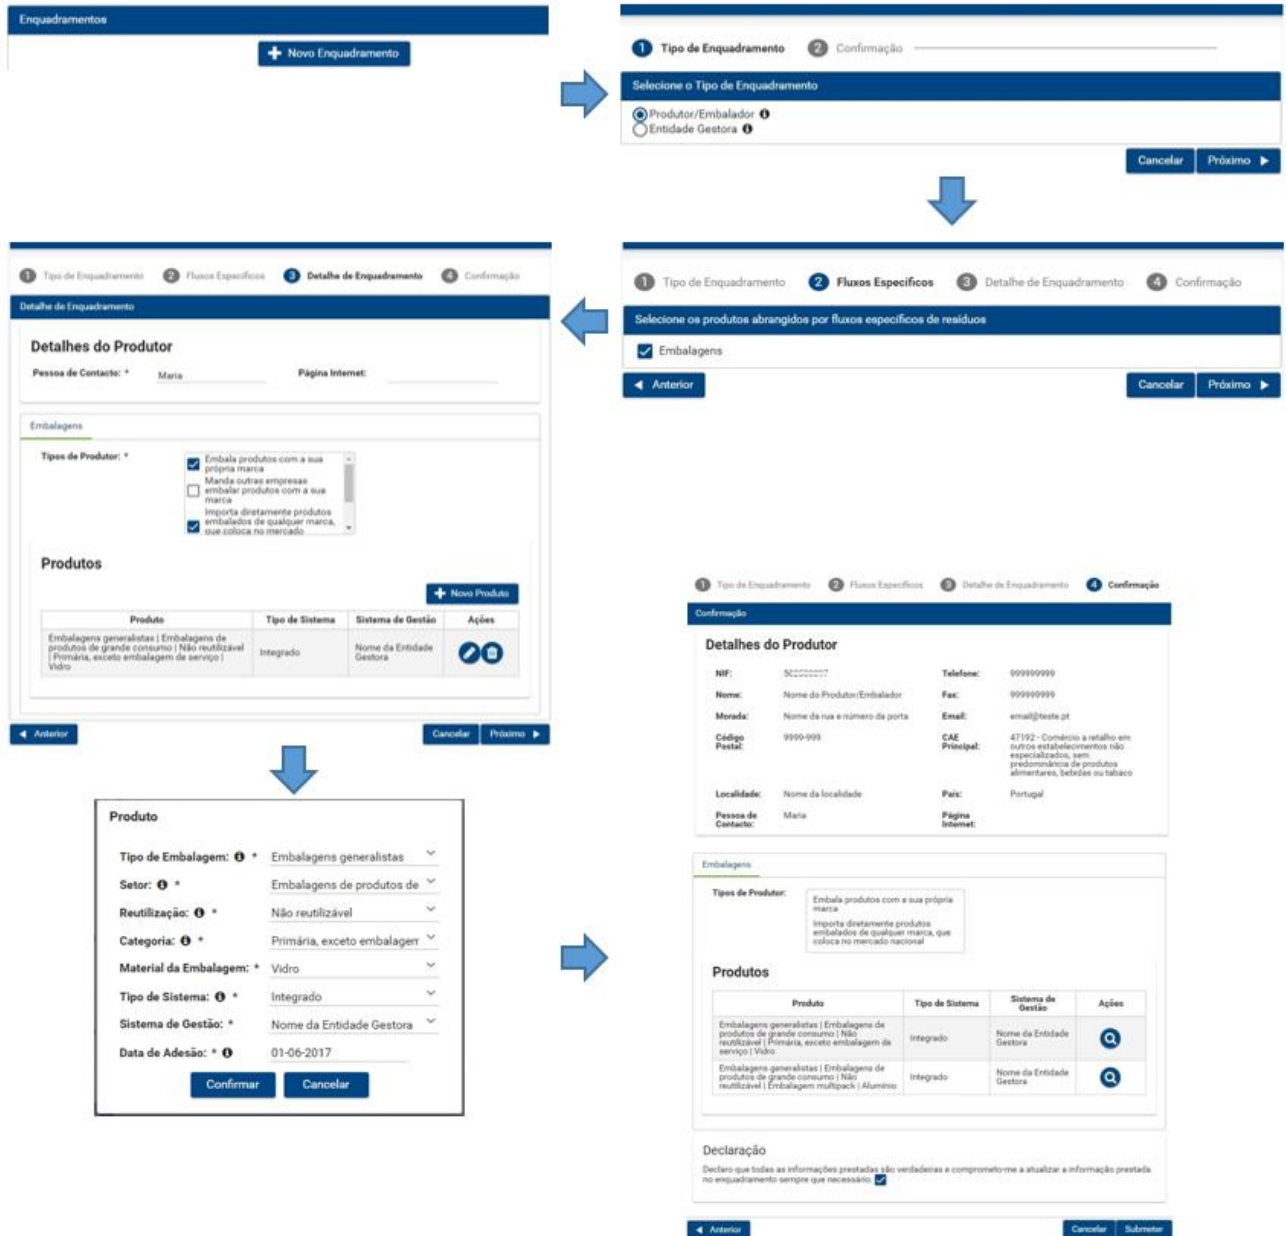 Enquadramentos
Novo Enquadramento
1 Tipo de Enquadramento 2 Confirmação
Selecione o Tipo de Enquadramento
Produtor/Embalador
Entidade Gestora
Cancelar Próximo
1 Tipo de Enquadramento 2 Fluxos Específicos 3 Detalhe de Enquadramento 4 Confirmação
Selecione os produtos abrangidos por fluxos específicos de resíduos
Embalagens
Anterior Cancelar Próximo
1 Tipo de Enquadramento 2 Fluxos Específicos 3 Detalhe de Enquadramento 4 Confirmação
Detalhe de Enquadramento
Detalhes do Produtor
Pessoa de Contacto: * Maria Página Internet:
Embalagens
Tipos de Produtor: *
Embala produtos com a sua
própria marca
Manda outras empresas
embalar produtos com a sua
marca
Importa diretamente produtos
embalados de qualquer marca,
que coloca no mercado
Produtos
Novo Produto
Produto Tipo de Sistema Sistema de Gestão Ações
Embalagens generalistas | Embalagens de
produtos de grande consumo | Não reutilizável
| Primária, exceto embalagem de serviço |
Vidro
Integrado
Nome da Entidade
Gestora
Anterior Cancelar Próximo
Produto
Tipo de Embalagem: * Embalagens generalistas
Setor: * Embalagens de produtos de
Reutilização: * Não reutilizável
Categoria: * Primária, exceto embalagem
Material da Embalagem: * Vidro
Tipo de Sistema: * Integrado
Sistema de Gestão: * Nome da Entidade Gestora
Data de Adesão: * 01-06-2017
Confirmar Cancelar
1 Tipo de Enquadramento 2 Fluxos Específicos 3 Detalhe de Enquadramento 4 Confirmação
Confirmação
Detalhes do Produtor
NIF: Telefone: 999999999
Nome: Nome do Produtor/Embalador Fax: 999999999
Morada: Nome da rua e número da porta Email: email@teste.pt
Código
Postal:
9999-999
CAE
Principal:
47192 - Comércio a retalho em
outros estabelecimentos não
especializados, sem
predominância de produtos
alimentares, bebidas ou tabaco
Localidade: Nome da localidade País: Portugal
Pessoa de
Contacto:
Maria
Página
Internet:
Embalagens
Tipos de Produtor:
Embala produtos com a sua própria
marca
Importa diretamente produtos
embalados de qualquer marca, que
coloca no mercado nacional
Produtos
Produto Tipo de Sistema Sistema de
Gestão Ações
Embalagens generalistas | Embalagens de
produtos de grande consumo | Não
reutilizável | Primária, exceto embalagem de
serviço | Vidro
Integrado
Nome da Entidade
Gestora
Embalagens generalistas | Embalagens de
produtos de grande consumo | Não
reutilizável | Embalagem multipack | Alumínio
Integrado
Nome da Entidade
Gestora
Declaração
Declaro que todas as informações prestadas são verdadeiras e comprometo-me a atualizar a informação prestada
no enquadramento sempre que necessário
Anterior Cancelar Submeter